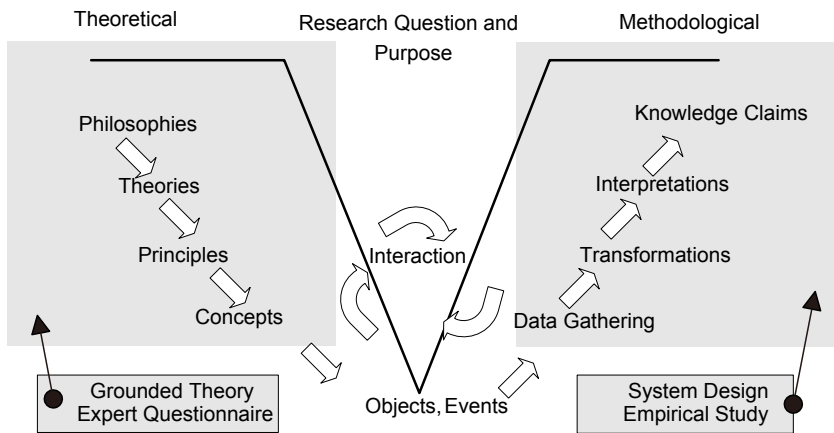 Theoretical
Research Question and
Purpose
Methodological
Philosophies
Theories
Principles
Concepts
Interaction
Knowledge Claims
Interpretations
Transformations
Data Gathering
Objects, Events
Grounded Theory
Expert Questionnaire
System Design
Empirical Study